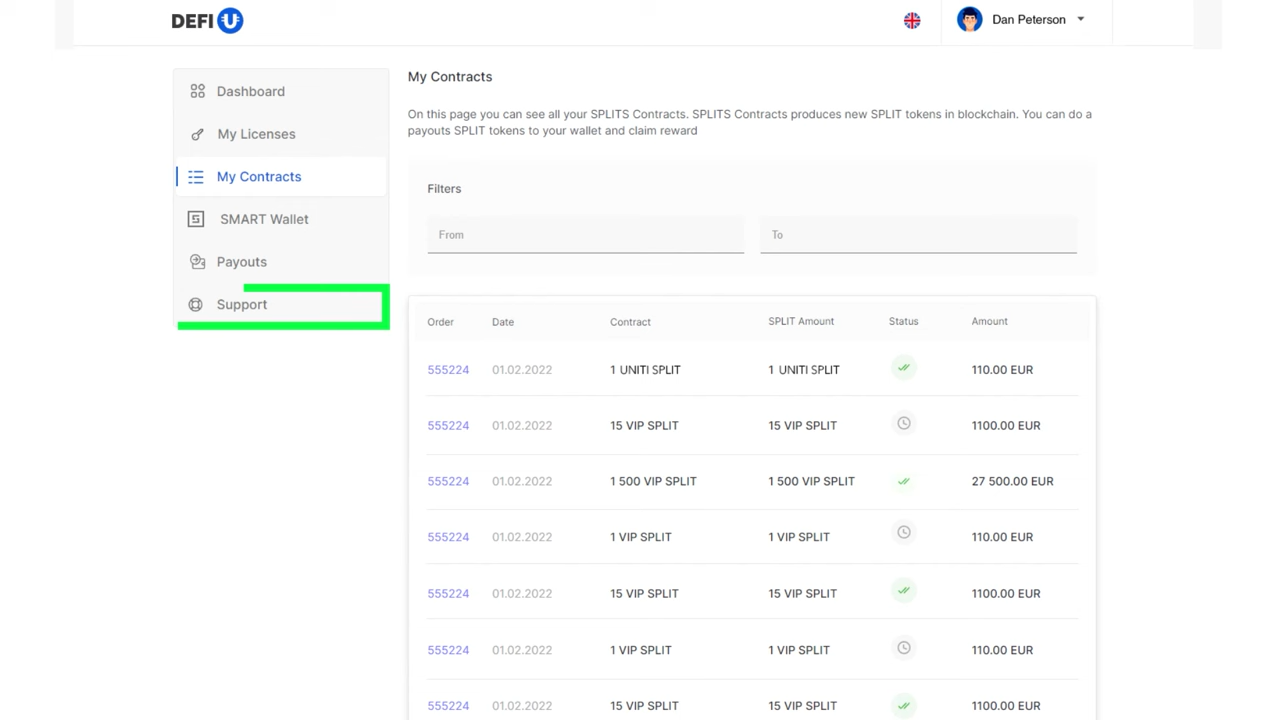 DEFI U
Dan Peterson
Dashboard
My Licenses
My Contracts
SMART Wallet
Payouts
Support
My Contracts
On this page you can see all your SPLITS Contracts. SPLITS Contracts produces new SPLIT tokens in blockchain. You can do a
payouts SPLIT tokens to your wallet and claim reward
Filters
From To
Order Date Contract SPLIT Amount Status Amount
555224 01.02.2022 1 UNITI SPLIT 1 UNITI SPLIT 110.00 EUR
555224 01.02.2022 15 VIP SPLIT 15 VIP SPLIT 1100.00 EUR
555224 01.02.2022 1 500 VIP SPLIT 1 500 VIP SPLIT 27 500.00 EUR
555224 01.02.2022 1 VIP SPLIT 1 VIP SPLIT 110.00 EUR
555224 01.02.2022 15 VIP SPLIT 15 VIP SPLIT 1100.00 EUR
555224 01.02.2022 1 VIP SPLIT 1 VIP SPLIT 110.00 EUR
555224 01.02.2022 15 VIP SPLIT 15 VIP SPLIT 1100.00 EUR